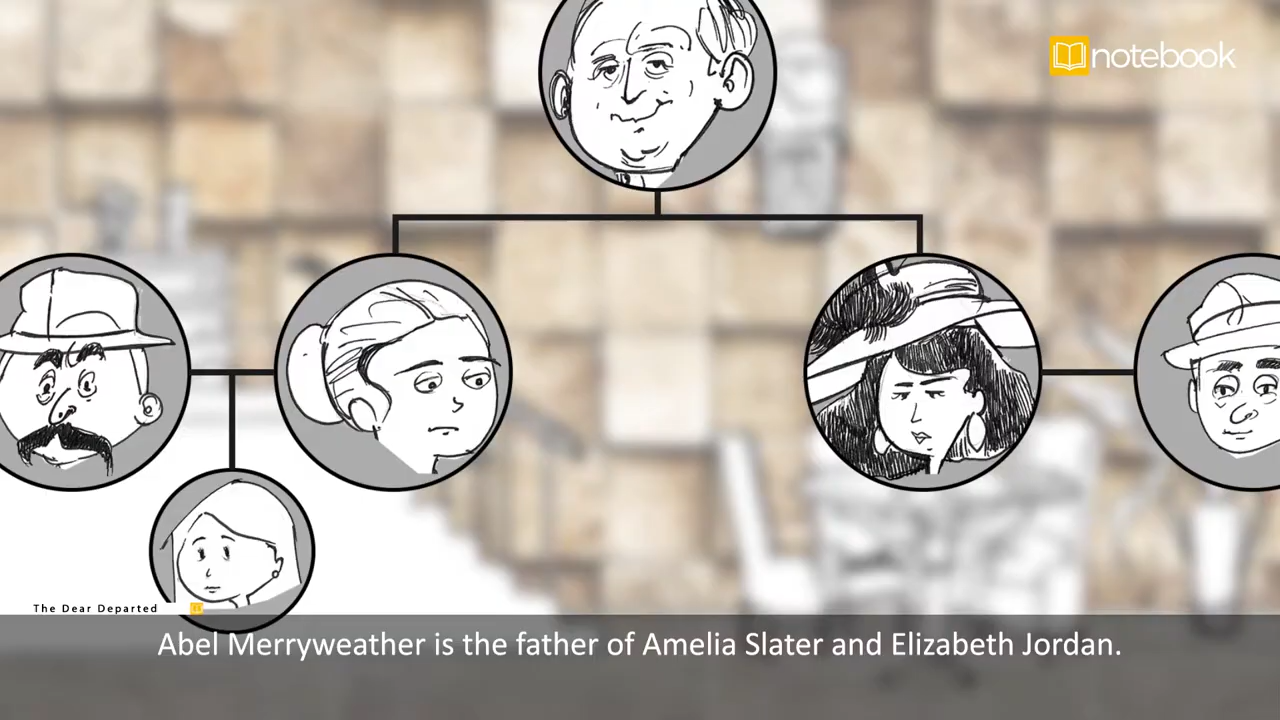 notebook
The Dear Departed
Abel Merryweather is the father of Amelia Slater and Elizabeth Jordan.